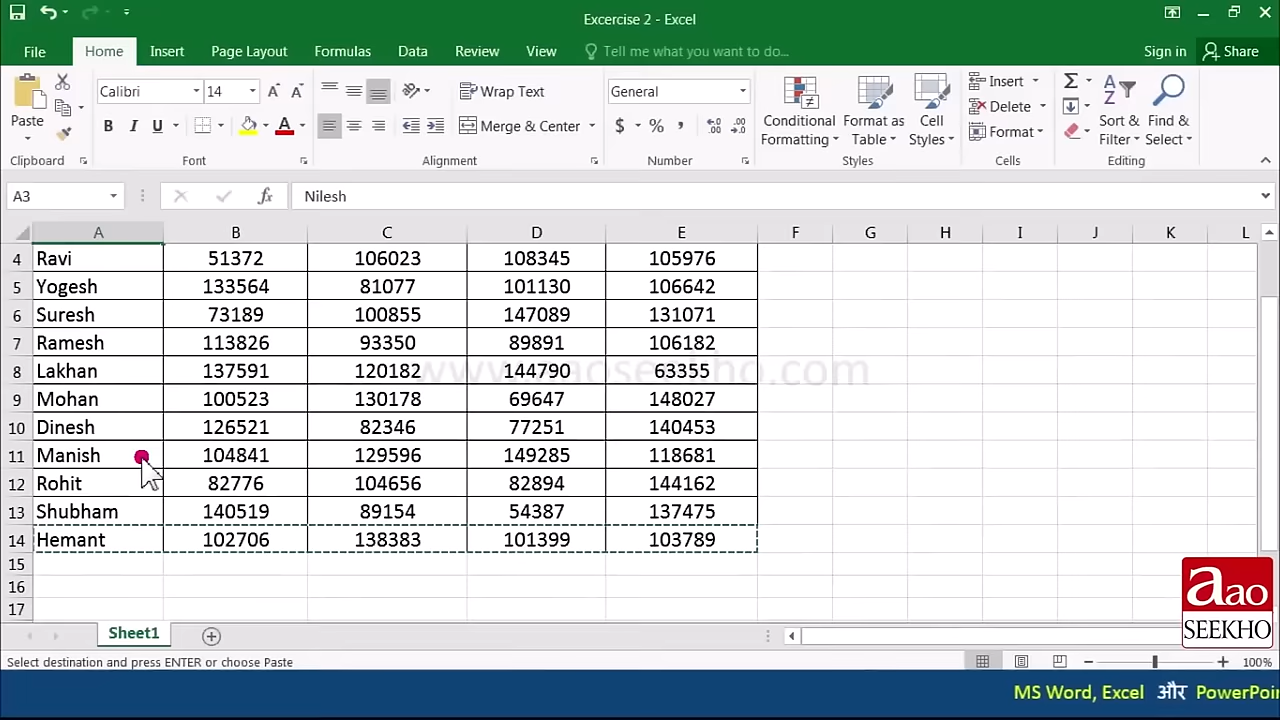 Excercise 2 - Excel
File Home Insert Page Layout Formulas Data Review View Tell me what you want to do... Sign in Share
Paste
Clipboard
Calibri 14
B I U A
Font
Wrap Text
Merge & Center
Alignment
General
$ % ,
Number
Conditional Formatting
Format as Table
Cell Styles
Styles
Insert
Delete
Format
Cells
Sort & Filter
Find & Select
Editing
A3 fx Nilesh
A B C D E F G H I J K L
4 Ravi 51372 106023 108345 105976
5 Yogesh 133564 81077 101130 106642
6 Suresh 73189 100855 147089 131071
7 Ramesh 113826 93350 89891 106182
8 Lakhan 137591 120182 144790 63355
9 Mohan 100523 130178 69647 148027
10 Dinesh 126521 82346 77251 140453
11 Manish 104841 129596 149285 118681
12 Rohit 82776 104656 82894 144162
13 Shubham 140519 89154 54387 137475
14 Hemant 102706 138383 101399 103789
15
16
17
www.aaoseekho.com
aao
SEEKHO
Sheet1
Select destination and press ENTER or choose Paste 100%
MS Word, Excel और PowerPoi